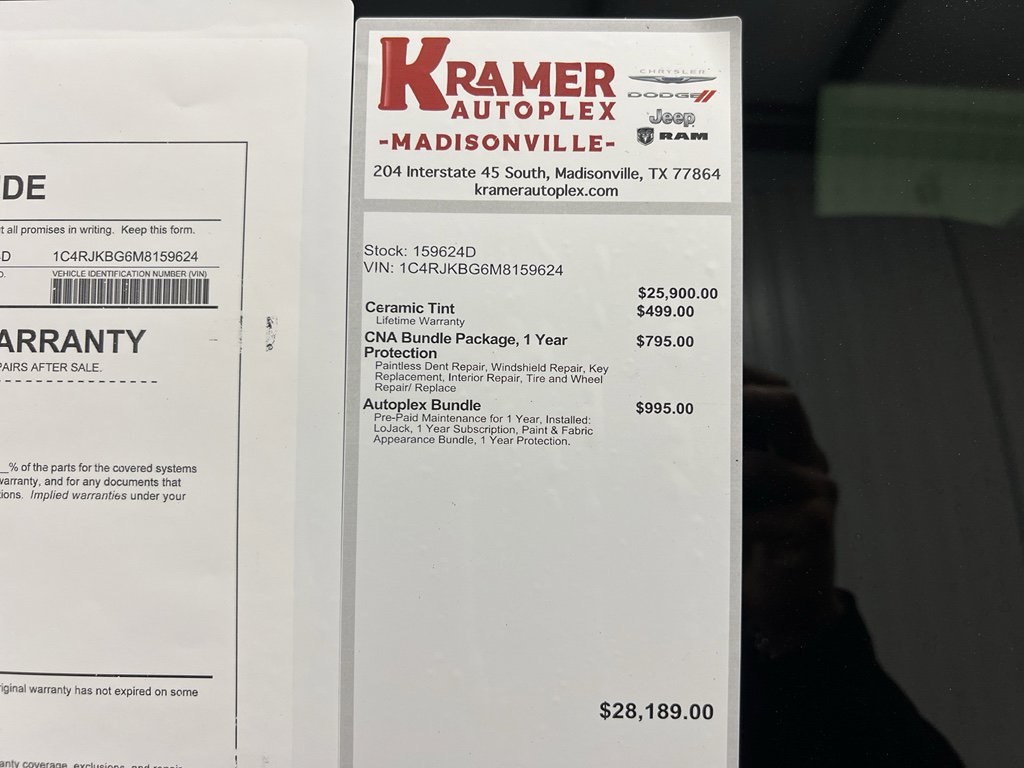 DE
all promises in writing. Keep this form.
D 1C4RJKBG6M8159624
VEHICLE IDENTIFICATION NUMBER (VIN)
ARRANTY
AIRS AFTER SALE.
% of the parts for the covered systems
warranty, and for any documents that
ions. Implied warranties under your
riginal warranty has not expired on some
anty coverage, exclusions, and repair
KRAMER
AUTOPLEX
-MADISONVILLE-
CHRYSLER
DODGE
Jeep
RAM
204 Interstate 45 South, Madisonville, TX 77864
kramerautoplex.com
Stock: 159624D
VIN: 1C4RJKBG6M8159624
$25,900.00
Ceramic Tint $499.00
Lifetime Warranty
CNA Bundle Package, 1 Year $795.00
Protection
Paintless Dent Repair, Windshield Repair, Key
Replacement, Interior Repair, Tire and Wheel
Repair/ Replace
Autoplex Bundle $995.00
Pre-Paid Maintenance for 1 Year, Installed:
LoJack, 1 Year Subscription, Paint & Fabric
Appearance Bundle, 1 Year Protection.
$28,189.00